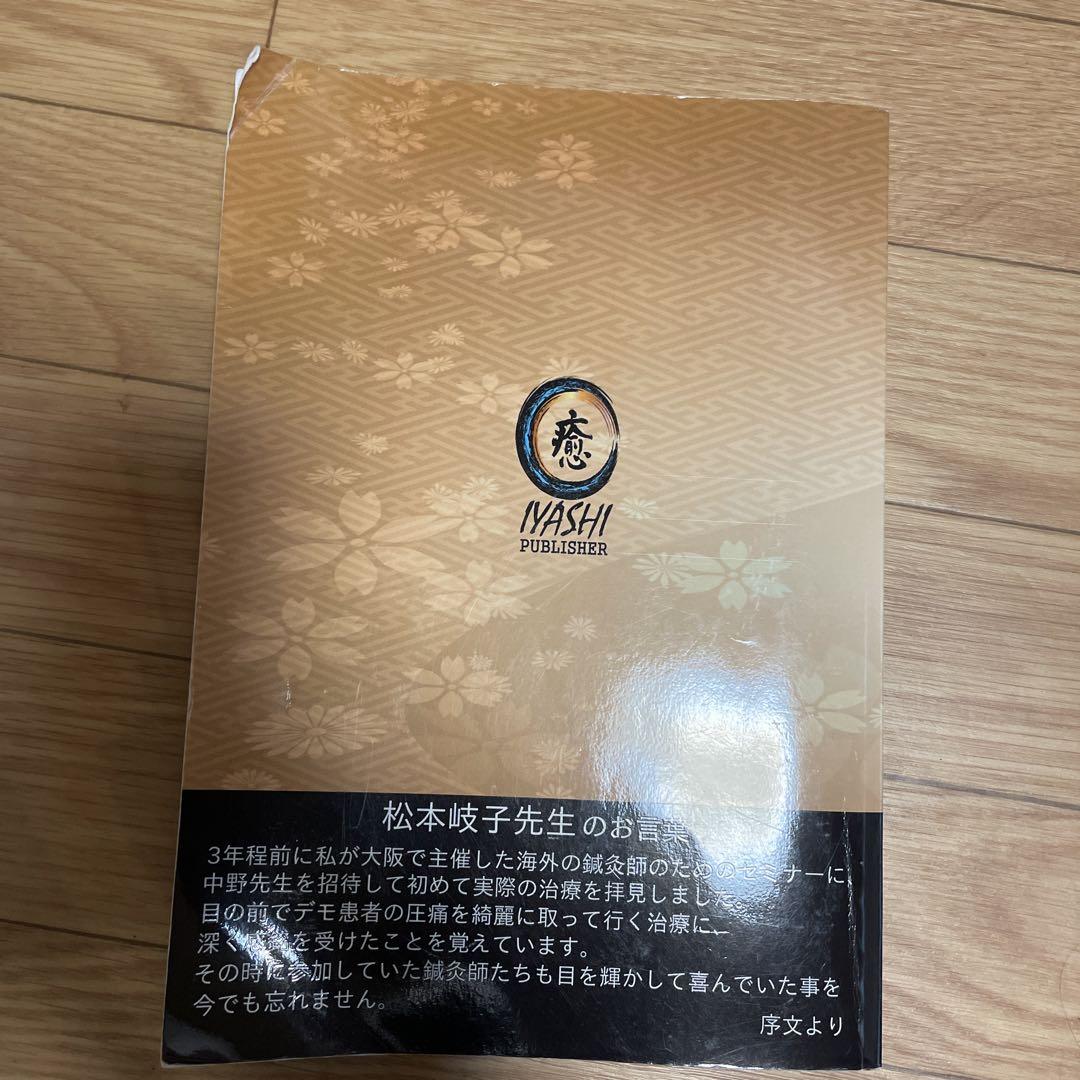 癒
IYASHI
PUBLISHER
松本岐子先生のお言葉
3年程前に私が大阪で主催した海外の鍼灸師のためのセミナーに
中野先生を招待して初めて実際の治療を拝見しました。
目の前でデモ患者の圧痛を綺麗に取って行く治療に、
深く感銘を受けたことを覚えています。
その時に参加していた鍼灸師たちも目を輝かして喜んでいた事を
今でも忘れません。
序文より